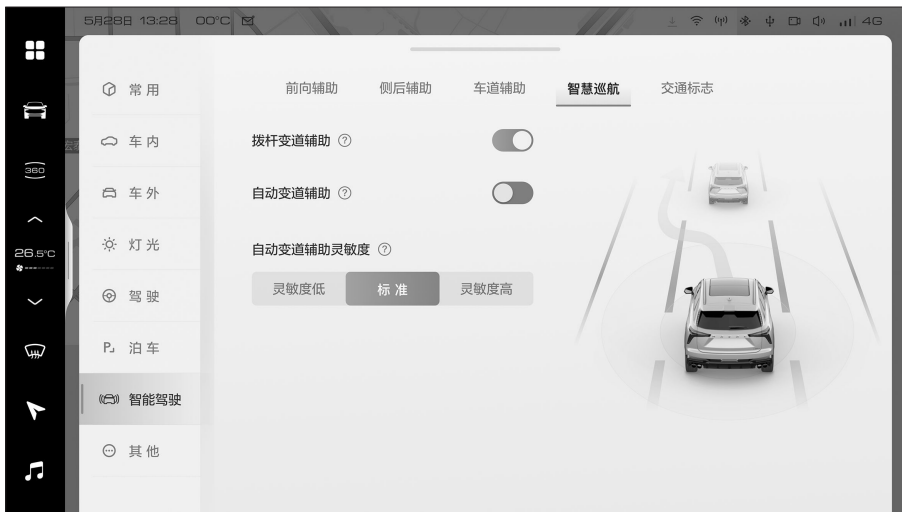 5月28日 13:28 00°C
4G
常用
前向辅助 侧后辅助 车道辅助 智慧巡航 交通标志
车内
拨杆变道辅助
360
车外
自动变道辅助
26.5°C
灯光
自动变道辅助灵敏度
驾驶
灵敏度低 标准 灵敏度高
泊车
智能驾驶
其他